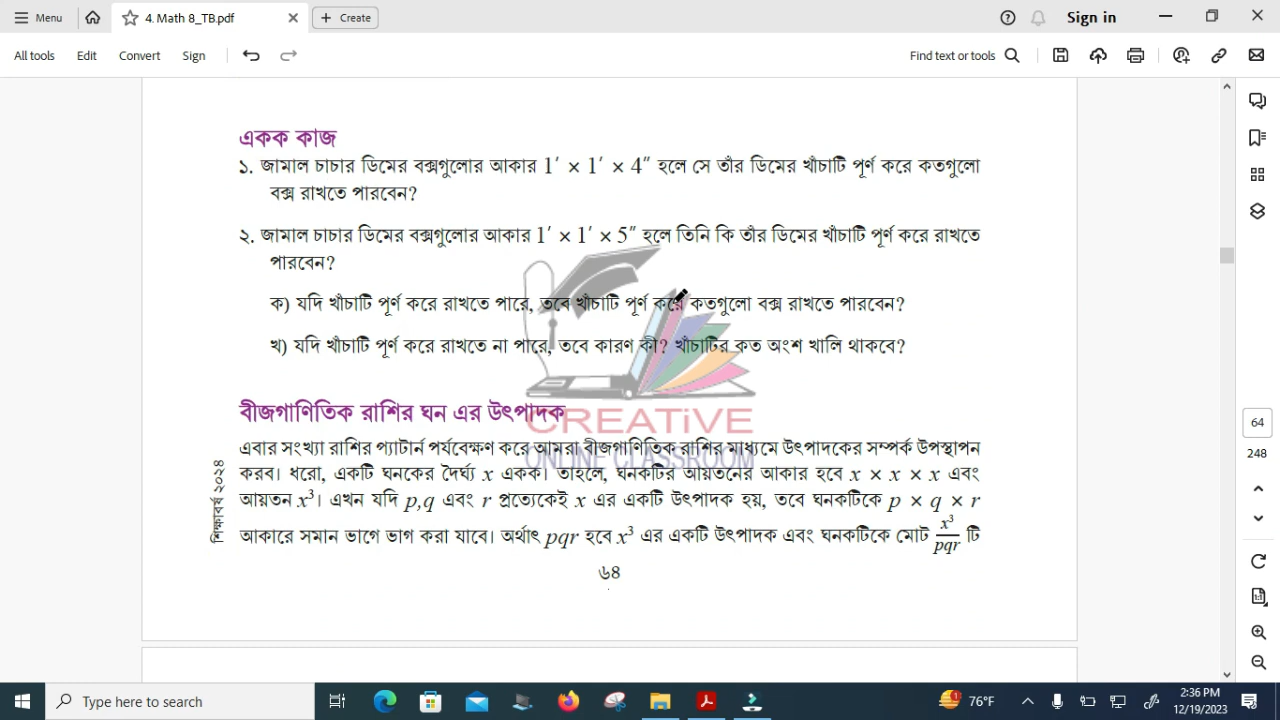 Menu
4. Math 8_TB.pdf
Create
Sign in
All tools Edit Convert Sign
Find text or tools
একক কাজ
১. জামাল চাচার ডিমের বক্সগুলোর আকার 1′ × 1′ × 4″ হলে সে তাঁর ডিমের খাঁচাটি পূর্ণ করে কতগুলো
বক্স রাখতে পারবেন?
২. জামাল চাচার ডিমের বক্সগুলোর আকার 1′ × 1′ × 5″ হলে তিনি কি তাঁর ডিমের খাঁচাটি পূর্ণ করে রাখতে
পারবেন?
ক) যদি খাঁচাটি পূর্ণ করে রাখতে পারে, তবে খাঁচাটি পূর্ণ করে কতগুলো বক্স রাখতে পারবেন?
খ) যদি খাঁচাটি পূর্ণ করে রাখতে না পারে, তবে কারণ কী? খাঁচাটির কত অংশ খালি থাকবে?
বীজগাণিতিক রাশির ঘন এর উৎপাদক
CREATiVE
ONLINE CLASSROOM
এবার সংখ্যা রাশির প্যাটার্ন পর্যবেক্ষণ করে আমরা বীজগাণিতিক রাশির মাধ্যমে উৎপাদকের সম্পর্ক উপস্থাপন
করব। ধরো, একটি ঘনকের দৈর্ঘ্য x একক। তাহলে, ঘনকটির আয়তনের আকার হবে x × x × x এবং
আয়তন x³। এখন যদি p,q এবং r প্রত্যেকেই x এর একটি উৎপাদক হয়, তবে ঘনকটিকে p × q × r
আকারে সমান ভাগে ভাগ করা যাবে। অর্থাৎ pqr হবে x³ এর একটি উৎপাদক এবং ঘনকটিকে মোট x³/pqr টি
শিক্ষাবর্ষ ২০২৪
৬৪
64
248
Type here to search
76°F
2:36 PM
12/19/2023